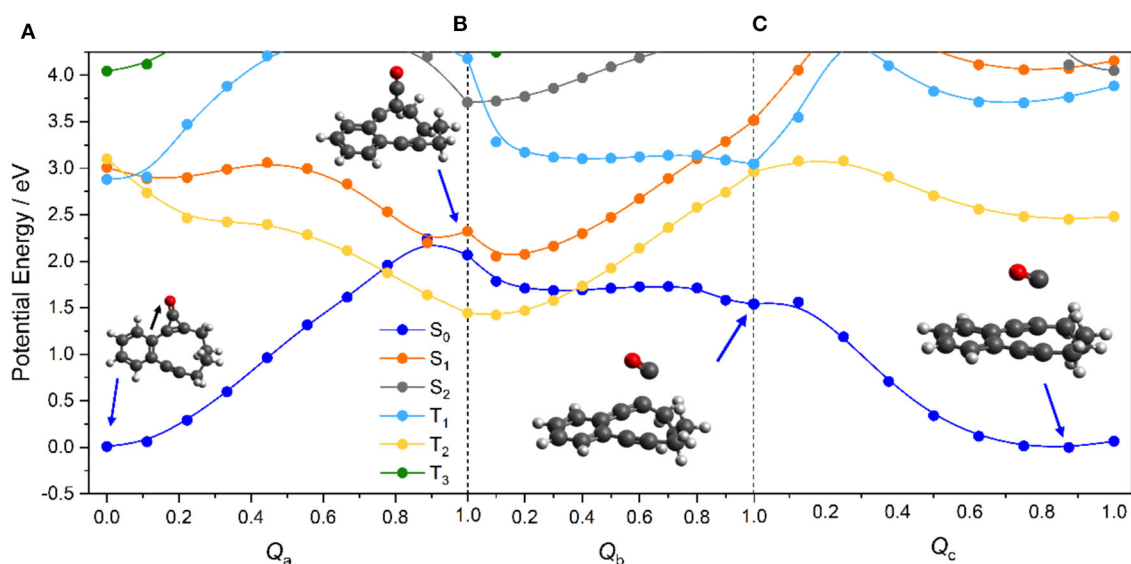 A
B
C
Potential Energy / eV
4.0
3.5
3.0
2.5
2.0
1.5
1.0
0.5
0.0
-0.5
S₀
S₁
S₂
T₁
T₂
T₃
0.0 0.2 0.4 0.6 0.8 1.0 0.2 0.4 0.6 0.8 1.0 0.2 0.4 0.6 0.8 1.0
Qa Qb Qc